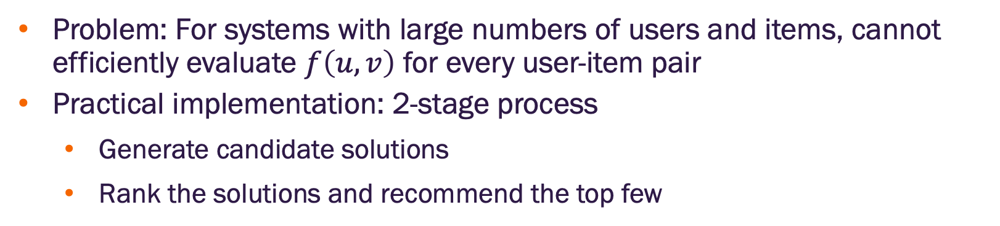 • Problem: For systems with large numbers of users and items, cannot
efficiently evaluate f(u, v) for every user-item pair
• Practical implementation: 2-stage process
• Generate candidate solutions
• Rank the solutions and recommend the top few